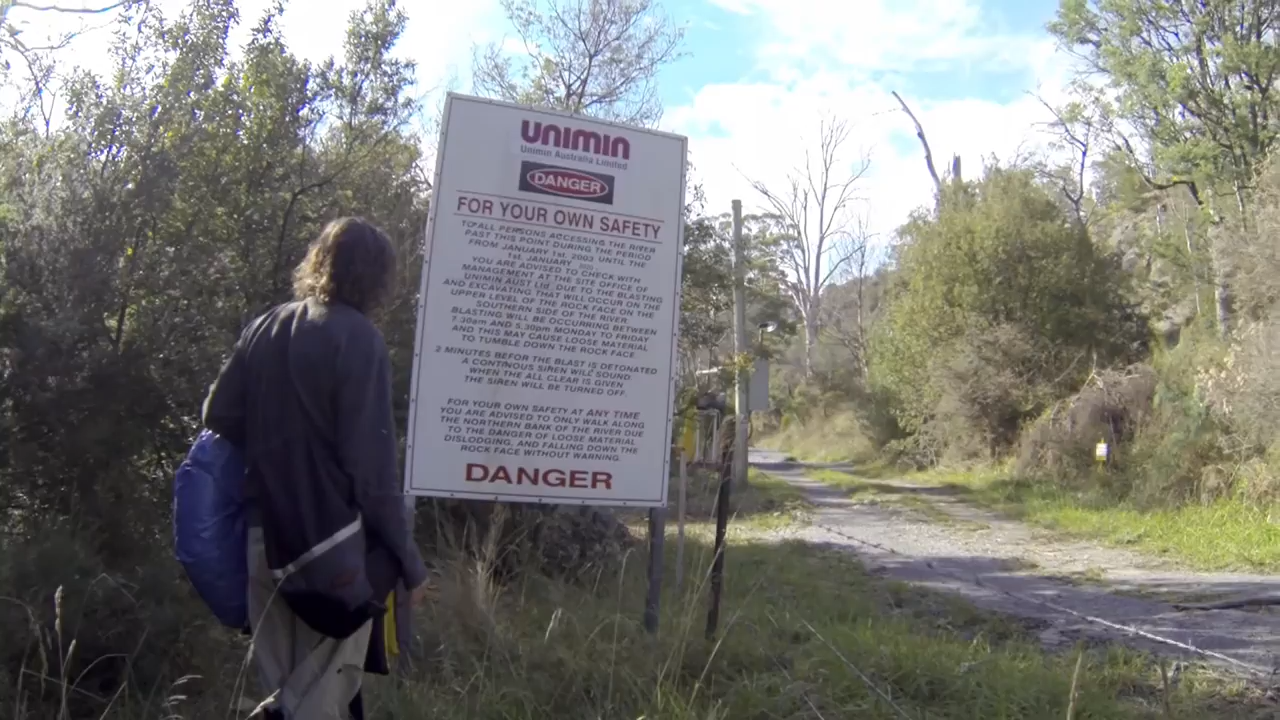 UNIMIN
Unimin Australia Limited
DANGER
FOR YOUR OWN SAFETY
TO ALL PERSONS ACCESSING THE RIVER
PAST THIS POINT DURING THE PERIOD
FROM JANUARY 1st. 2003 UNTIL THE
1st. JANUARY
YOU ARE ADVISED TO CHECK WITH
MANAGEMENT AT THE SITE OFFICE OF
UNIMIN AUST Ltd DUE TO THE BLASTING
AND EXCAVATING THAT WILL OCCUR ON THE
UPPER LEVEL OF THE ROCK FACE ON THE
SOUTHERN SIDE OF THE RIVER
BLASTING WILL BE OCCURRING BETWEEN
7.30am AND 5.30pm MONDAY TO FRIDAY
AND THIS MAY CAUSE LOOSE MATERIAL
TO TUMBLE DOWN THE ROCK FACE
2 MINUTES BEFOR THE BLAST IS DETONATED
A CONTINOUS SIREN WILL SOUND.
WHEN THE ALL CLEAR IS GIVEN
THE SIREN WILL BE TURNED OFF.
FOR YOUR OWN SAFETY AT ANY TIME
YOU ARE ADVISED TO ONLY WALK ALONG
THE NORTHERN BANK OF THE RIVER DUE
TO THE DANGER OF LOOSE MATERIAL
DISLODGING, AND FALLING DOWN THE
ROCK FACE WITHOUT WARNING.
DANGER